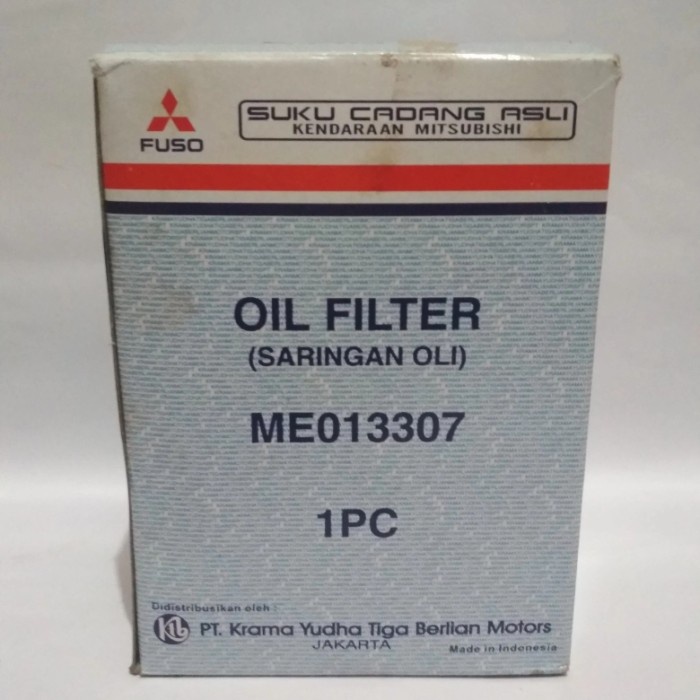 FUSO
SUKU CADANG ASLI
KENDARAAN MITSUBISHI
OIL FILTER
(SARINGAN OLI)
ME013307
1PC
Didistribusikan oleh :
KTB PT. Krama Yudha Tiga Berlian Motors
JAKARTA
Made in Indonesia